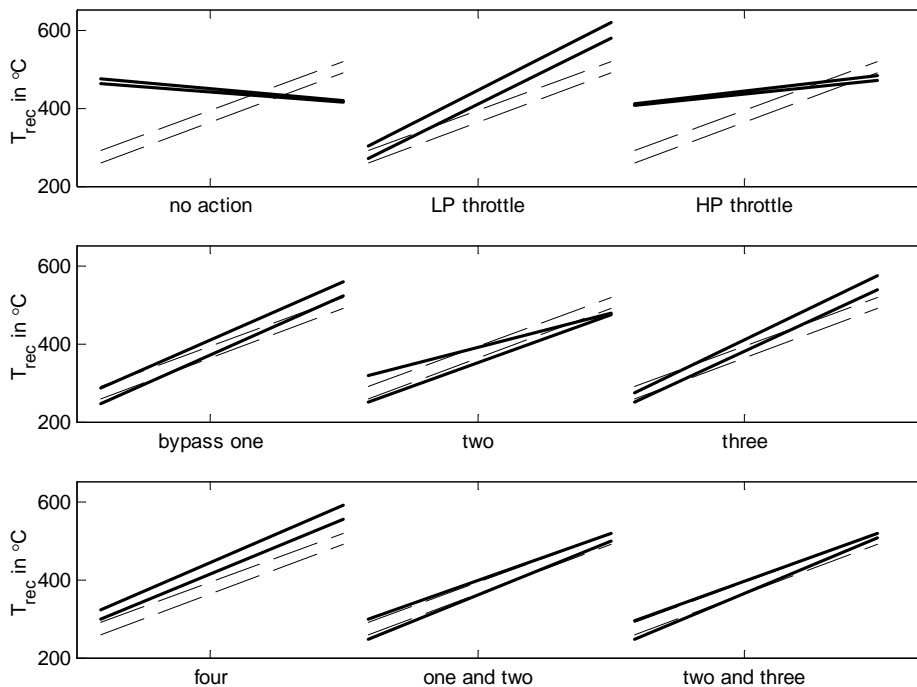 600
400
200
T_rec in °C
no action LP throttle HP throttle
600
400
200
T_rec in °C
bypass one two three
600
400
200
T_rec in °C
four one and two two and three